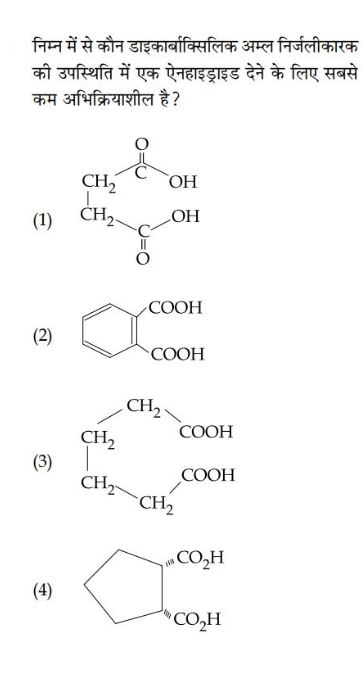 निम्न में से कौन डाइकार्बाक्सिलिक अम्ल निर्जलीकारक
की उपस्थिति में एक ऐनहाइड्राइड देने के लिए सबसे
कम अभिक्रियाशील है?
O
CH2 C OH
(1) CH2 C OH
O
COOH
(2)
COOH
CH2
CH2 COOH
(3)
CH2 COOH
CH2
CO2H
(4)
CO2H